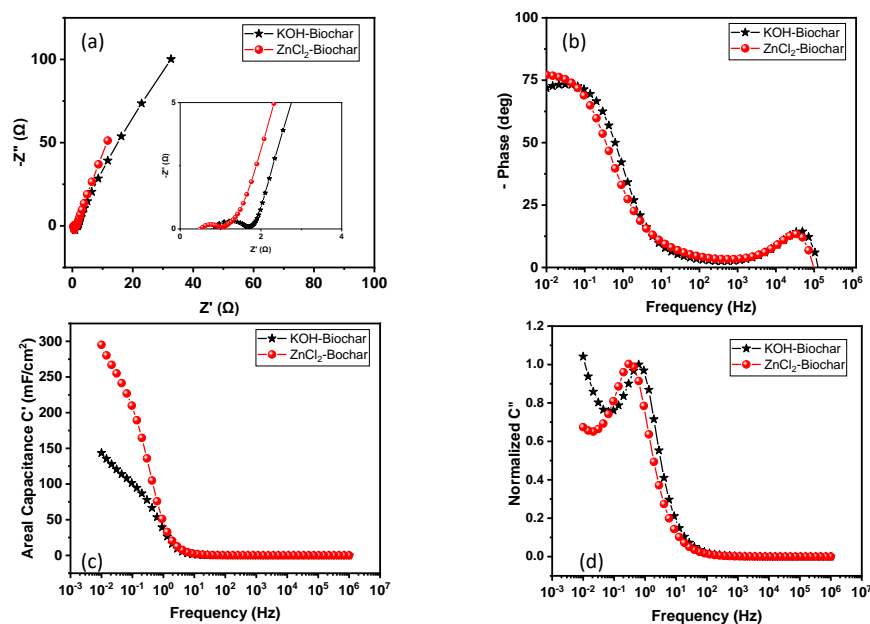 (a)
KOH-Biochar
ZnCl2-Biochar
100
50
0
-Z" (Ω)
0 20 40 60 80 100
Z' (Ω)
5
0
-Z' (Ω)
0 2 4
Z' (Ω)
(b)
KOH-Biochar
ZnCl2-Biochar
100
75
50
25
0
- Phase (deg)
10-2 10-1 100 101 102 103 104 105 106
Frequency (Hz)
KOH-Biochar
ZnCl2-Bochar
300
250
200
150
100
50
0
Areal Capacitance C' (mF/cm2)
(c)
10-3 10-2 10-1 100 101 102 103 104 105 106 107
Frequency (Hz)
KOH-Biochar
ZnCl2-Biochar
1.2
1.0
0.8
0.6
0.4
0.2
0.0
Normalized C"
(d)
10-3 10-2 10-1 100 101 102 103 104 105 106 107
Frequency (Hz)